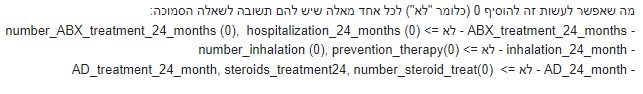 מה שאפשר לעשות זה להוסיף 0 (כלומר "לא") לכל אחד מאלה שיש להם תשובה לשאלה הסמוכה:
- ABX_treatment_24_months - לא <= number_ABX_treatment_24_months (0), hospitalization_24_months (0)
- inhalation_24_month - לא <= number_inhalation (0), prevention_therapy(0)
- AD_24_month - לא <= AD_treatment_24_month, steroids_treatment24, number_steroid_treat(0)